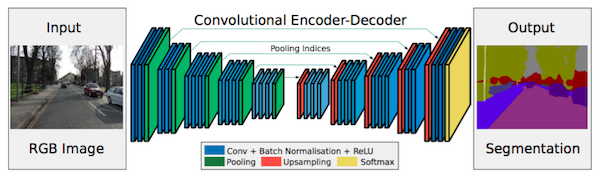 Convolutional Encoder-Decoder
Input
Output
Pooling Indices
RGB Image
Segmentation
Conv + Batch Normalisation + ReLU
Pooling Upsampling Softmax